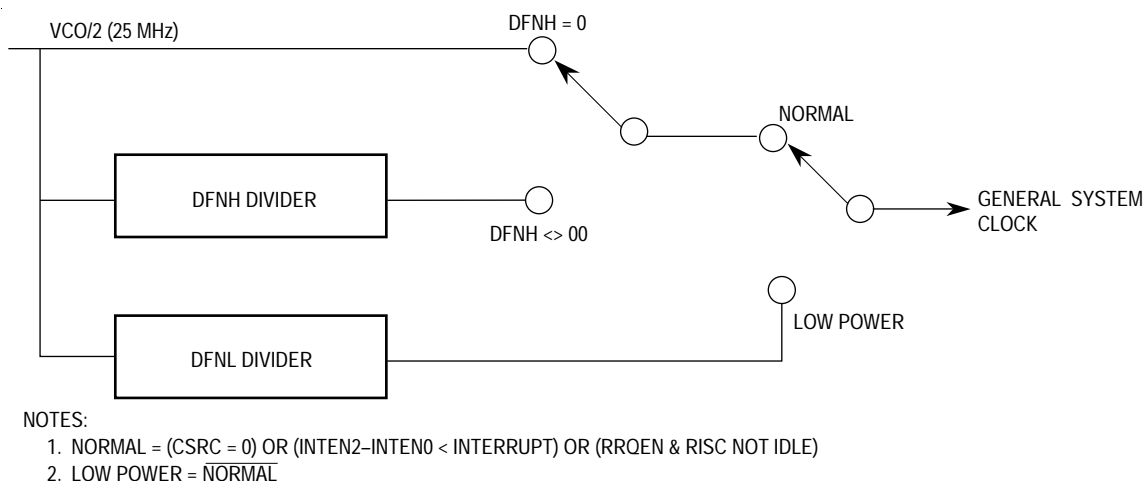 VCO/2 (25 MHz)
DFNH = 0
NORMAL
DFNH DIVIDER
DFNH <> 00
GENERAL SYSTEM
CLOCK
LOW POWER
DFNL DIVIDER
NOTES:
1. NORMAL = (CSRC = 0) OR (INTEN2–INTEN0 < INTERRUPT) OR (RRQEN & RISC NOT IDLE)
2. LOW POWER = N̅O̅R̅M̅A̅L̅